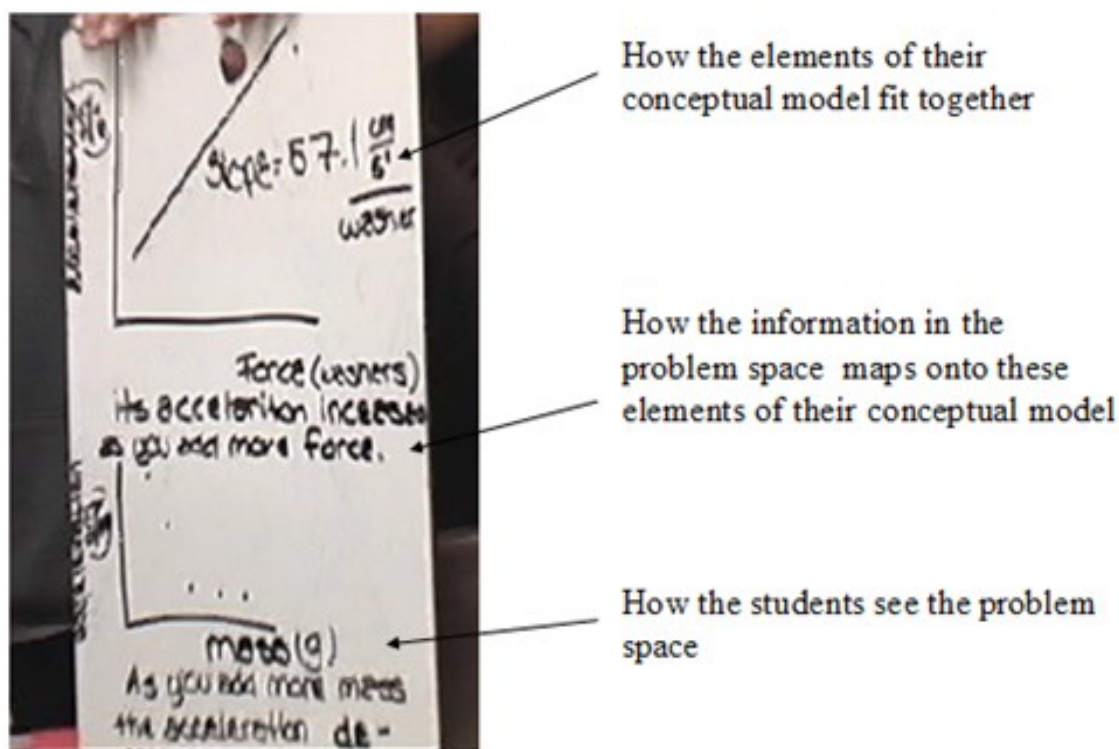 How the elements of their
conceptual model fit together
Slope = 57.1 cm
washer
How the information in the
problem space maps onto these
elements of their conceptual model
Force (washers)
its acceleration increases
as you add more force.
How the students see the problem
space
mass (g)
As you add more mass
the acceleration de-